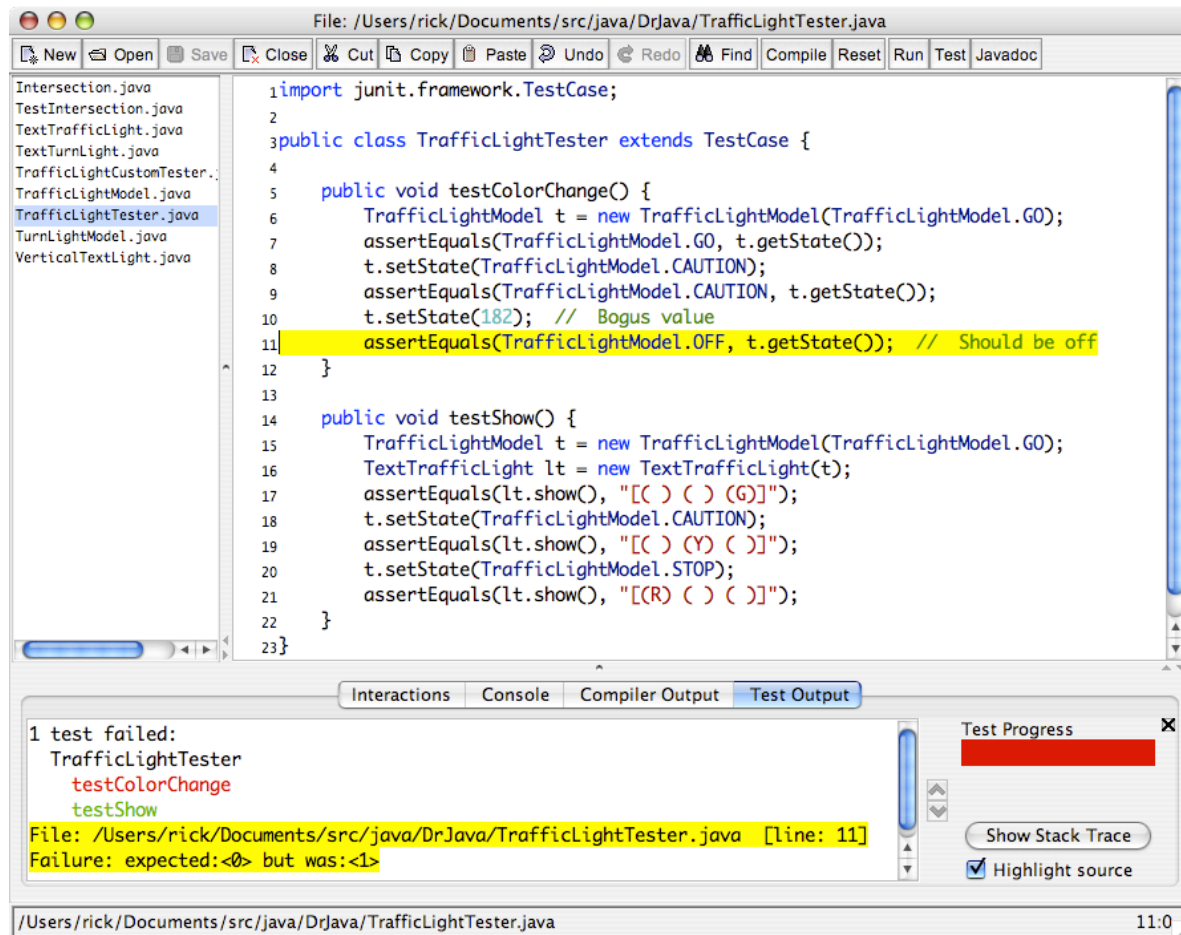 File: /Users/rick/Documents/src/java/DrJava/TrafficLightTester.java
New Open Save Close Cut Copy Paste Undo Redo Find Compile Reset Run Test Javadoc
Intersection.java
TestIntersection.java
TextTrafficLight.java
TextTurnLight.java
TrafficLightCustomTester.j
TrafficLightModel.java
TrafficLightTester.java
TurnLightModel.java
VerticalTextLight.java
1 import junit.framework.TestCase;
2
3 public class TrafficLightTester extends TestCase {
4
5     public void testColorChange() {
6         TrafficLightModel t = new TrafficLightModel(TrafficLightModel.GO);
7         assertEquals(TrafficLightModel.GO, t.getState());
8         t.setState(TrafficLightModel.CAUTION);
9         assertEquals(TrafficLightModel.CAUTION, t.getState());
10         t.setState(182);  //  Bogus value
11         assertEquals(TrafficLightModel.OFF, t.getState());  //  Should be off
12     }
13
14     public void testShow() {
15         TrafficLightModel t = new TrafficLightModel(TrafficLightModel.GO);
16         TextTrafficLight lt = new TextTrafficLight(t);
17         assertEquals(lt.show(), "[( ) ( ) (G)]");
18         t.setState(TrafficLightModel.CAUTION);
19         assertEquals(lt.show(), "[( ) (Y) ( )]");
20         t.setState(TrafficLightModel.STOP);
21         assertEquals(lt.show(), "[(R) ( ) ( )]");
22     }
23 }
Interactions Console Compiler Output Test Output
1 test failed:
TrafficLightTester
testColorChange
testShow
File: /Users/rick/Documents/src/java/DrJava/TrafficLightTester.java  [line: 11]
Failure: expected:<0> but was:<1>
Test Progress
Show Stack Trace
Highlight source
/Users/rick/Documents/src/java/DrJava/TrafficLightTester.java 11:0